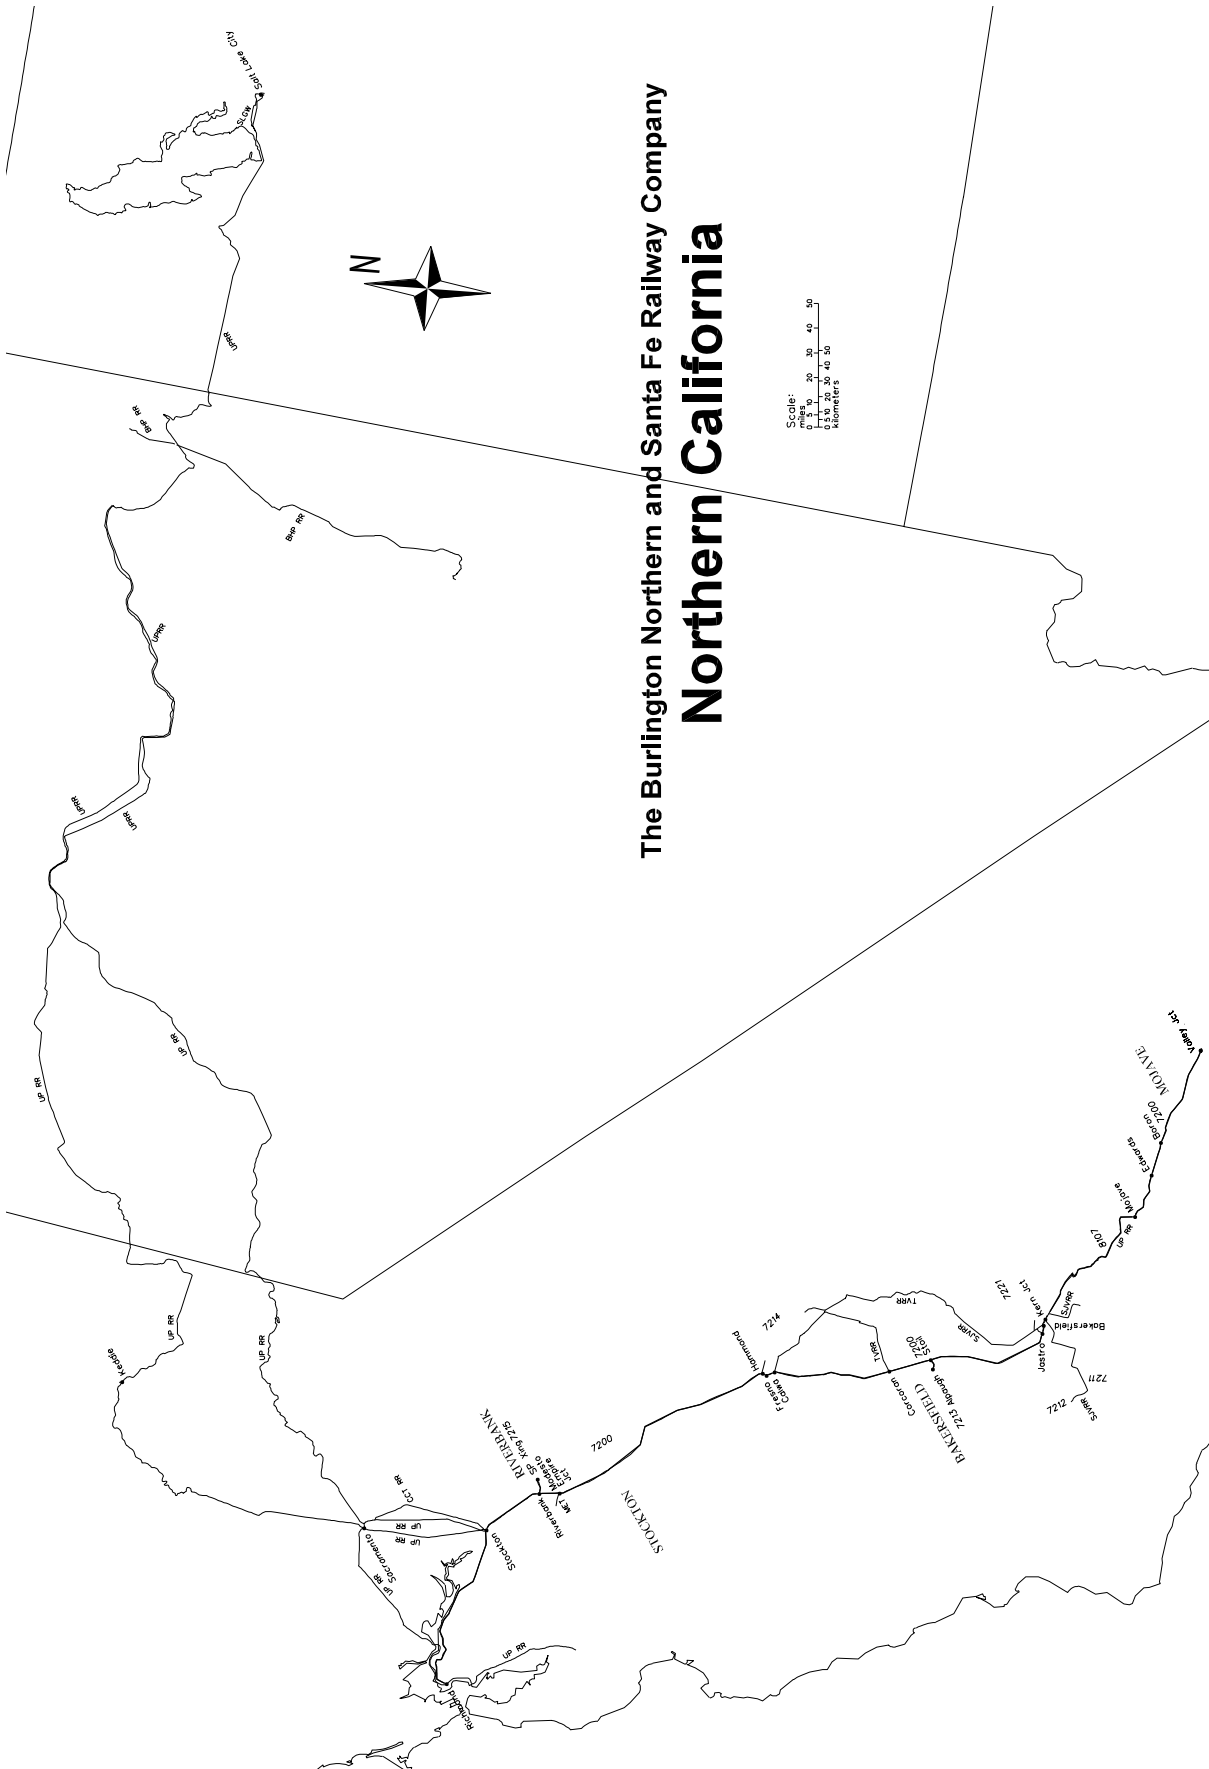 The Burlington Northern and Santa Fe Railway Company
Northern California
N
Scale:
miles
0 5 10 20 30 40 50
0 5 10 20 30 40 50
kilometers
Salt Lake City
SLGW
UPRR
BHP RR
BHP RR
UPRR
UPRR
UPRR
UP RR
UP RR
UP RR
UP RR
Keddie
CCT RR
UP RR
UP RR
UP RR
Sacramento
Stockton
Richmond
UP RR
RIVERBANK
SP Xing 7215
Modesto
Empire
Jct
MET
Riverbank
STOCKTON
7200
Hammond
7214
Fresno
Calwa
TVRR
TVRR
SJVRR
Corcoran
7200
Stoil
7213 Alpaugh
BAKERSFIELD
7221
Kern Jct
SJVRR
Bakersfield
Jastro
7211
7212
SJVRR
8107
UP RR
Mojave
Edwards
Boron
7200
MOJAVE
Valley Jct